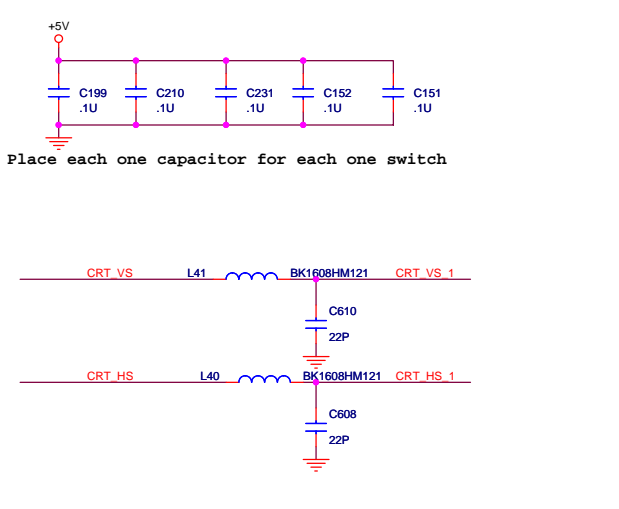 +5V
C199 C210 C231 C152 C151
.1U .1U .1U .1U .1U
Place each one capacitor for each one switch
CRT_VS L41 BK1608HM121 CRT_VS_1
C610
22P
CRT_HS L40 BK1608HM121 CRT_HS_1
C608
22P